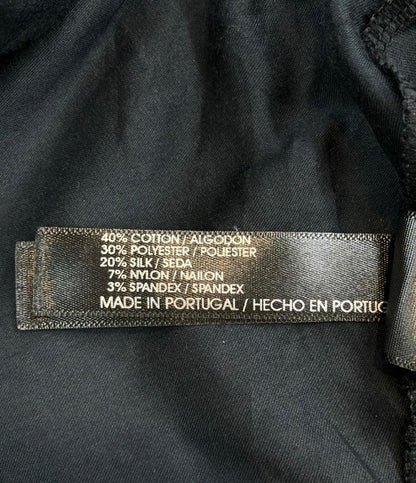 40% COTTON / ALGODON
30% POLYESTER / POLIESTER
20% SILK / SEDA
7% NYLON / NAILON
3% SPANDEX / SPANDEX
MADE IN PORTUGAL / HECHO EN PORTUG